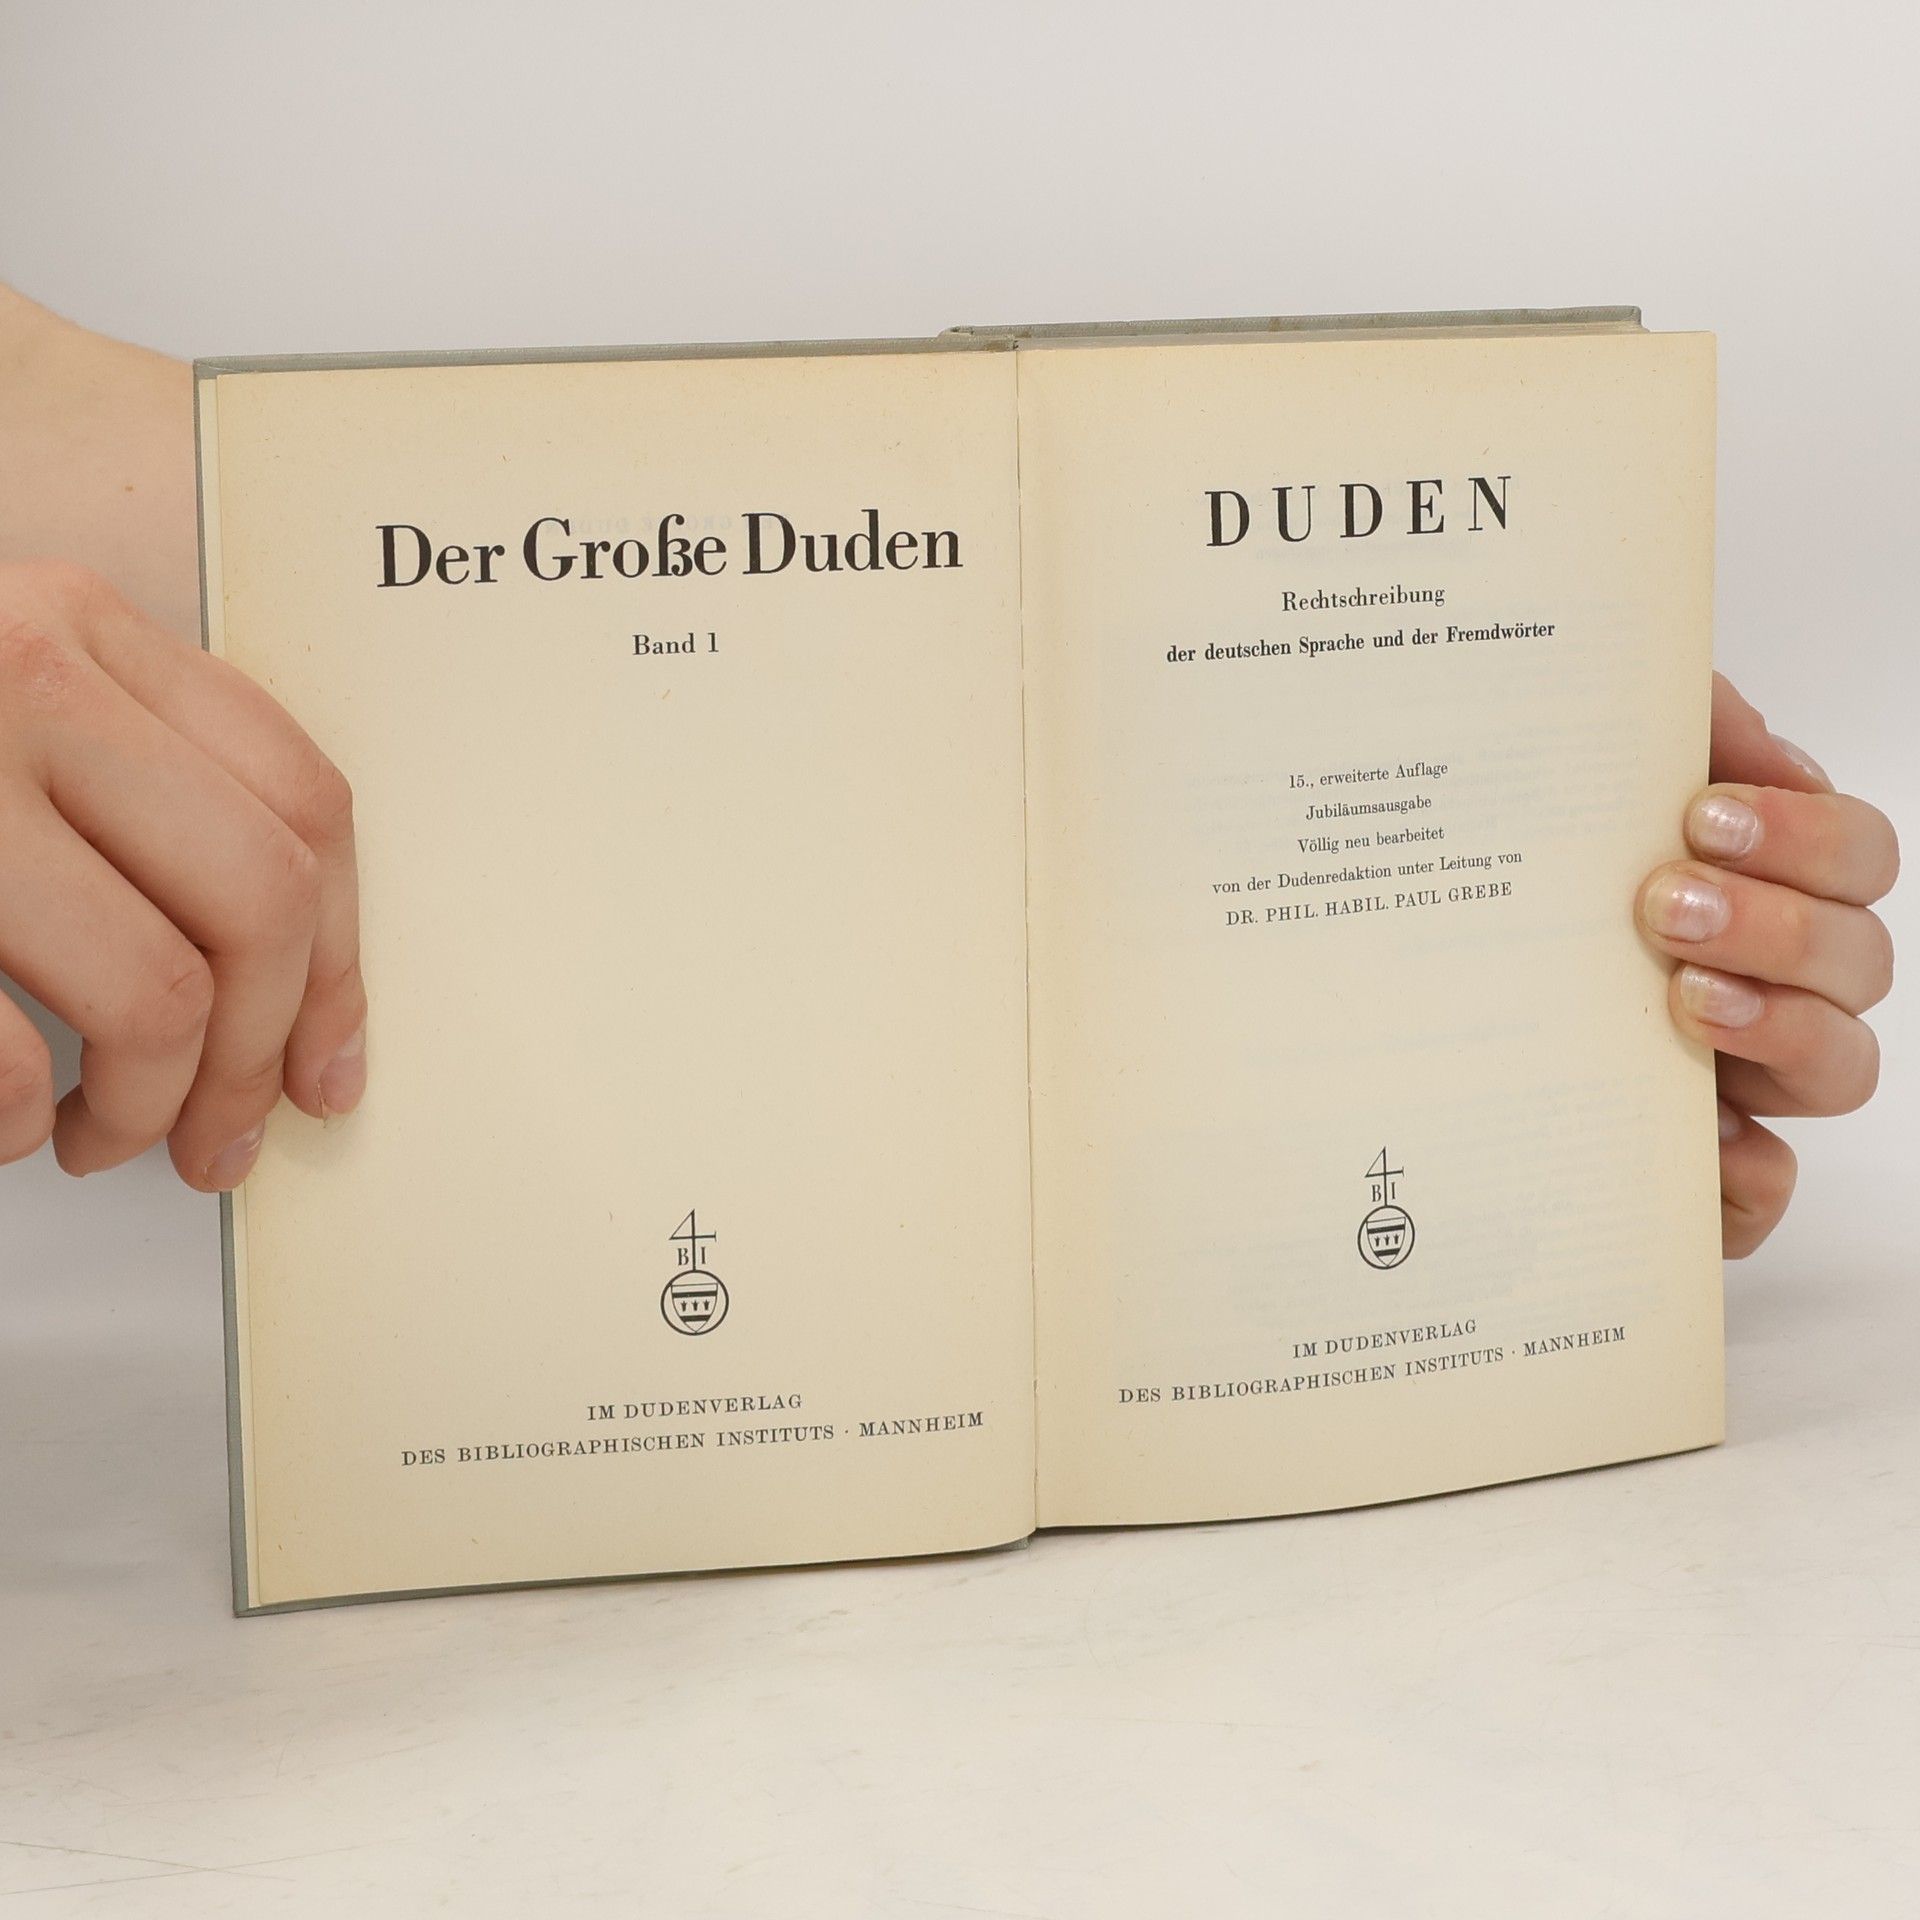 Der Große Duden
Band 1
B I
IM DUDENVERLAG
DES BIBLIOGRAPHISCHEN INSTITUTS · MANNHEIM
DUDEN
Rechtschreibung
der deutschen Sprache und der Fremdwörter
15., erweiterte Auflage
Jubiläumsausgabe
Völlig neu bearbeitet
von der Dudenredaktion unter Leitung von
DR. PHIL. HABIL. PAUL GREBE
B I
IM DUDENVERLAG
DES BIBLIOGRAPHISCHEN INSTITUTS · MANNHEIM